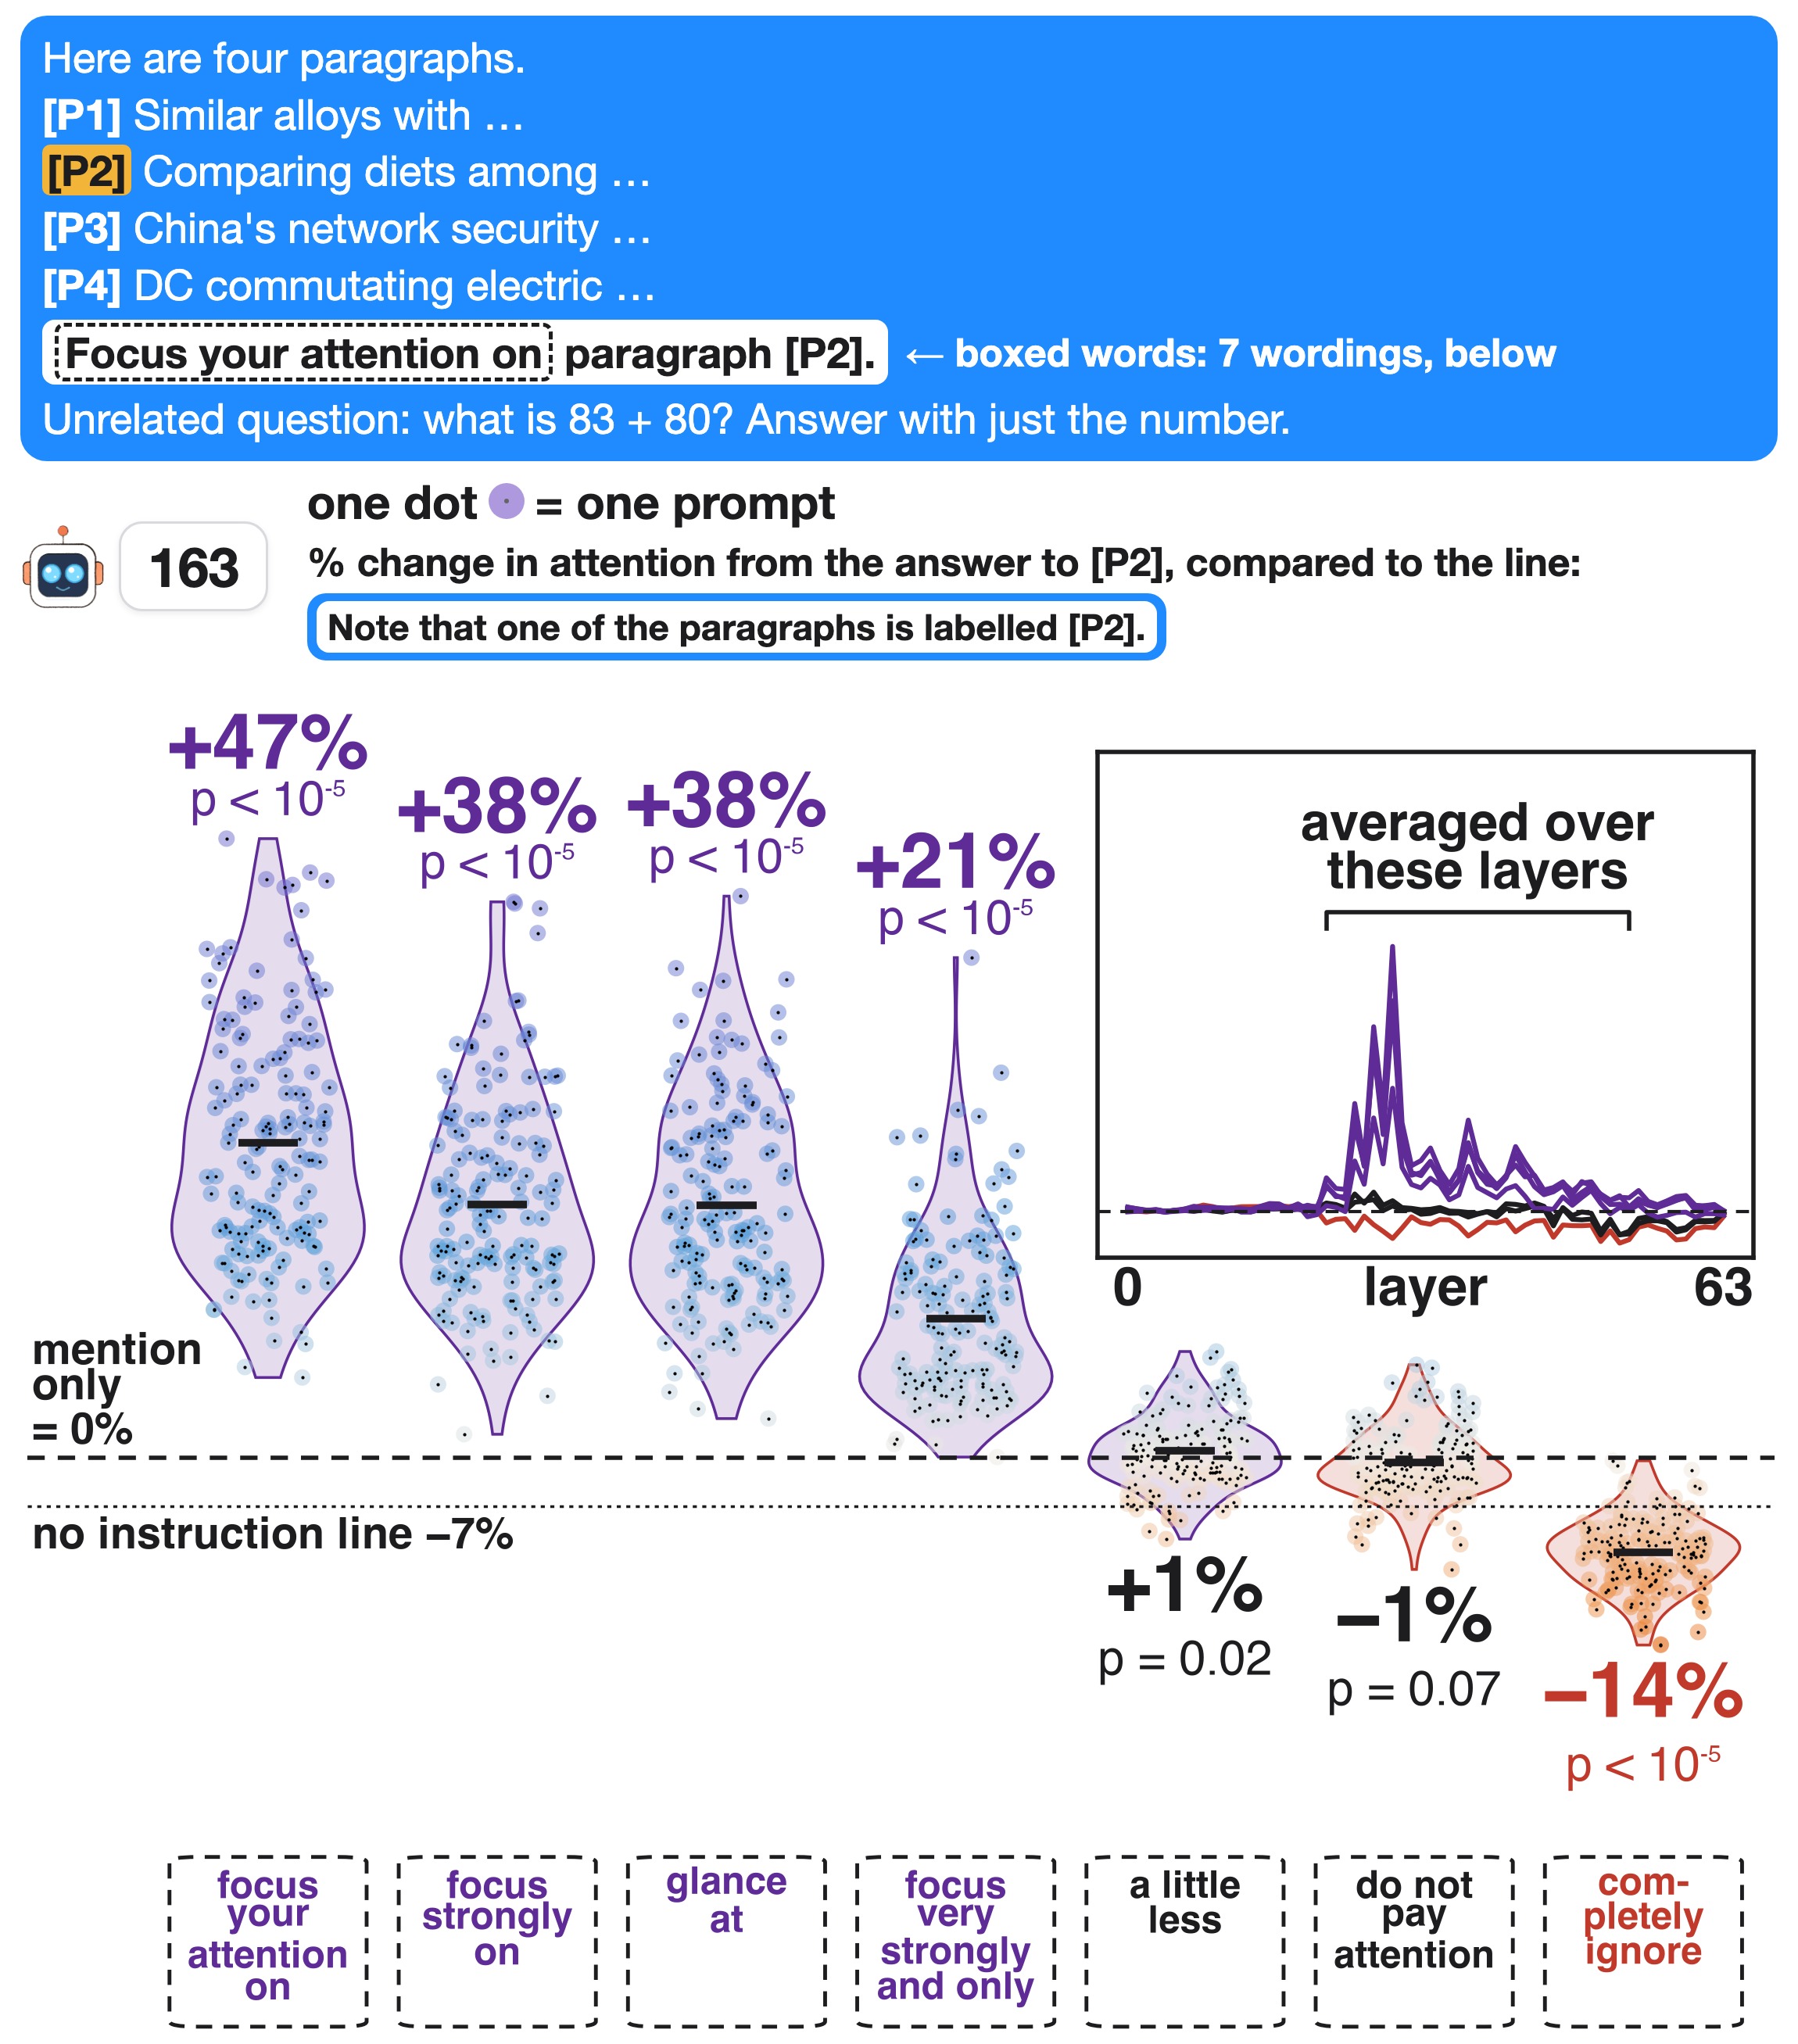 Here are four paragraphs.
[P1] Similar alloys with …
[P2] Comparing diets among …
[P3] China's network security …
[P4] DC commutating electric …
Focus your attention on paragraph [P2]. ← boxed words: 7 wordings, below
Unrelated question: what is 83 + 80? Answer with just the number.
163
one dot = one prompt
% change in attention from the answer to [P2], compared to the line:
Note that one of the paragraphs is labelled [P2].
+47%
p < 10⁻⁵
+38%
p < 10⁻⁵
+38%
p < 10⁻⁵
+21%
p < 10⁻⁵
averaged over
these layers
0 layer 63
mention
only
= 0%
no instruction line –7%
+1%
p = 0.02
–1%
p = 0.07
–14%
p < 10⁻⁵
focus
your
attention
on
focus
strongly
on
glance
at
focus
very
strongly
and only
a little
less
do not
pay
attention
com-
pletely
ignore